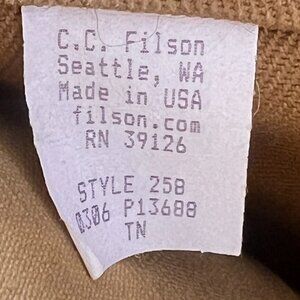 C.C. Filson
Seattle, WA
Made in USA
filson.com
RN 39126
STYLE 258
0306 P13688
TN